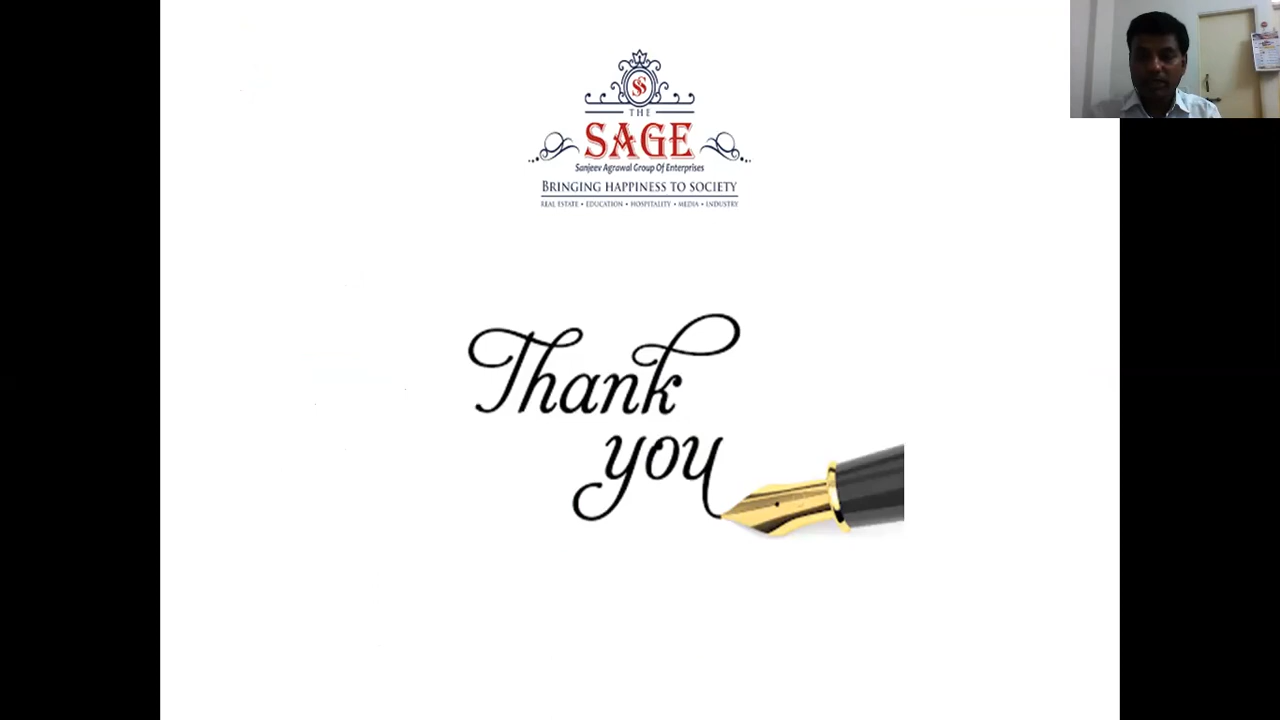 SS
THE
SAGE
Sanjeev Agrawal Group Of Enterprises
BRINGING HAPPINESS TO SOCIETY
REAL ESTATE • EDUCATION • HOSPITALITY • MEDIA • INDUSTRY
Thank
you